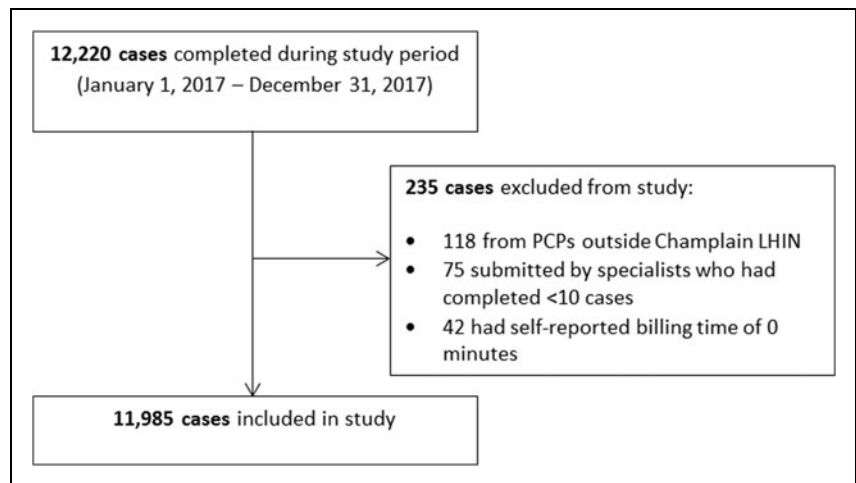 12,220 cases completed during study period
(January 1, 2017 – December 31, 2017)
235 cases excluded from study:
• 118 from PCPs outside Champlain LHIN
• 75 submitted by specialists who had
completed <10 cases
• 42 had self-reported billing time of 0
minutes
11,985 cases included in study